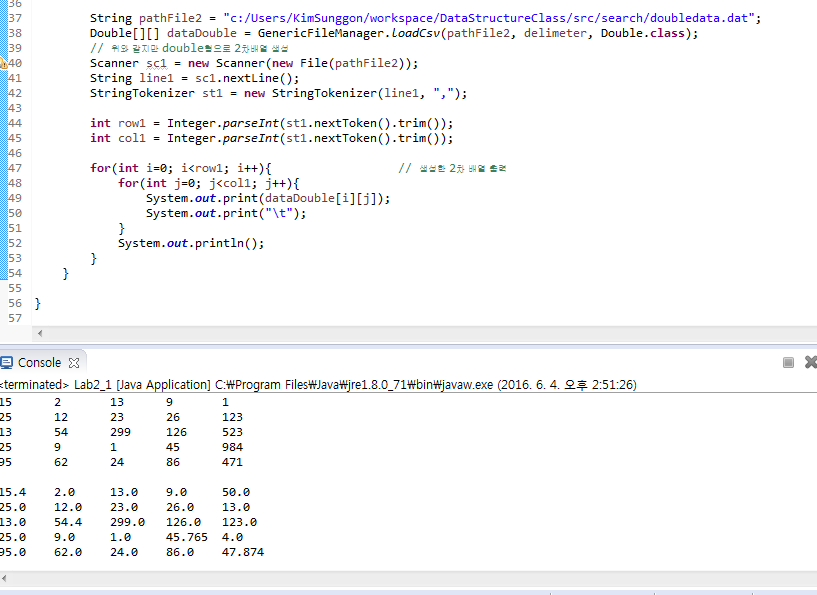 36
37 String pathFile2 = "c:/Users/KimSunggon/workspace/DataStructureClass/src/search/doubledata.dat";
38 Double[][] dataDouble = GenericFileManager.LoadCsv(pathFile2, delimeter, Double.class);
39 // 위와 같지만 double형으로 2차배열 생성
40 Scanner sc1 = new Scanner(new File(pathFile2));
41 String line1 = sc1.nextLine();
42 StringTokenizer st1 = new StringTokenizer(line1, ",");
43
44 int row1 = Integer.parseInt(st1.nextToken().trim());
45 int col1 = Integer.parseInt(st1.nextToken().trim());
46
47 for(int i=0; i<row1; i++){ // 생성한 2차 배열 출력
48 for(int j=0; j<col1; j++){
49 System.out.print(dataDouble[i][j]);
50 System.out.print("\t");
51 }
52 System.out.println();
53 }
54 }
55
56 }
57
Console
<terminated> Lab2_1 [Java Application] C:₩Program Files₩Java₩jre1.8.0_71₩bin₩javaw.exe (2016. 6. 4. 오후 2:51:26)
15 2 13 9 1
25 12 23 26 123
13 54 299 126 523
25 9 1 45 984
95 62 24 86 471
15.4 2.0 13.0 9.0 50.0
25.0 12.0 23.0 26.0 13.0
13.0 54.4 299.0 126.0 123.0
25.0 9.0 1.0 45.765 4.0
95.0 62.0 24.0 86.0 47.874